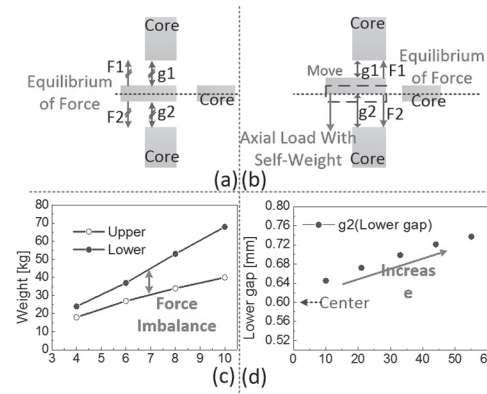 Core
F1
g1
Equilibrium
of Force
Core
F2
g2
Core
(a)
Core
Move
g1
F1
Equilibrium
of Force
Core
g2
F2
Axial Load With
Self-Weight
Core
(b)
Weight [kg]
80
70
60
50
40
30
20
10
0
Upper
Lower
Force
Imbalance
3 4 5 6 7 8 9 10
(c)
Lower gap [mm]
0.80
0.76
0.72
0.68
0.64
0.60
0.56
0.52
g2(Lower gap)
Increas
e
Center
0 10 20 30 40 50 6
(d)